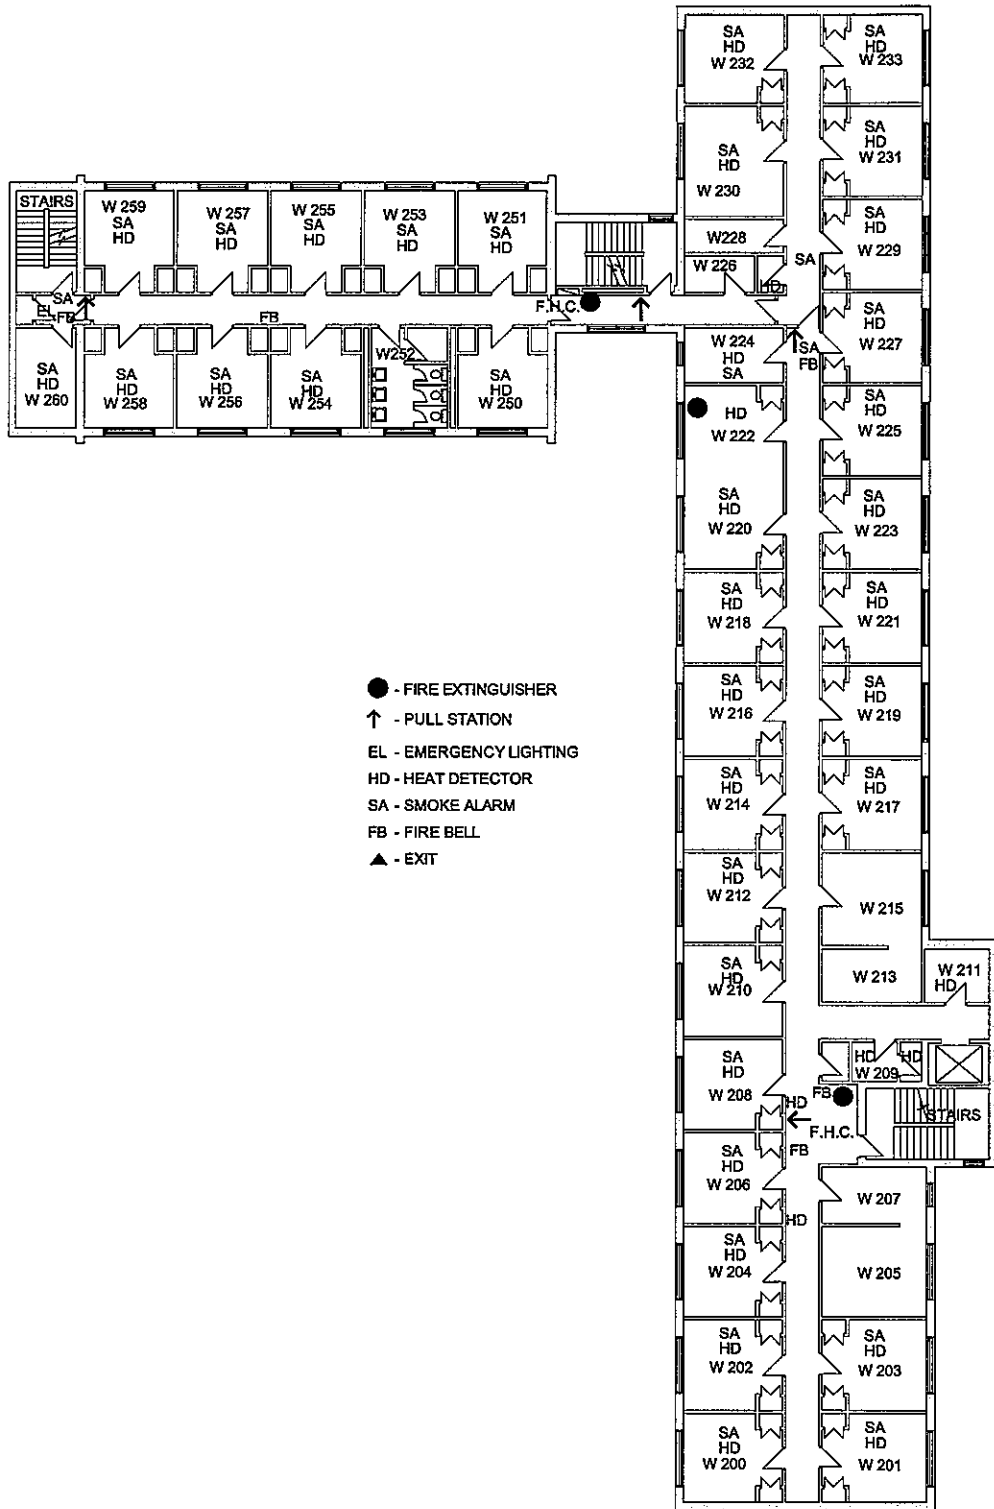 SA
HD
W 232
SA
HD
W 233
SA
HD
W 230
SA
HD
W 231
STAIRS
W 259
SA
HD
W 257
SA
HD
W 255
SA
HD
W 253
SA
HD
W 251
SA
HD
W228
SA
HD
W 229
W 226
HD
SA
SA
EL
FB
FB
F.H.C.
SA
HD
W 227
SA
FB
W 224
HD
SA
SA
HD
W 260
SA
HD
W 258
SA
HD
W 256
SA
HD
W 254
W252
SA
HD
W 250
HD
W 222
SA
HD
W 225
SA
HD
W 220
SA
HD
W 223
SA
HD
W 218
SA
HD
W 221
SA
HD
W 216
SA
HD
W 219
- FIRE EXTINGUISHER
- PULL STATION
EL - EMERGENCY LIGHTING
HD - HEAT DETECTOR
SA - SMOKE ALARM
FB - FIRE BELL
- EXIT
SA
HD
W 214
SA
HD
W 217
SA
HD
W 212
W 215
SA
HD
W 210
W 213
W 211
HD
SA
HD
W 208
HD
W 209
HD
HD
FB
F.H.C.
STAIRS
FB
SA
HD
W 206
W 207
HD
SA
HD
W 204
W 205
SA
HD
W 202
SA
HD
W 203
SA
HD
W 200
SA
HD
W 201